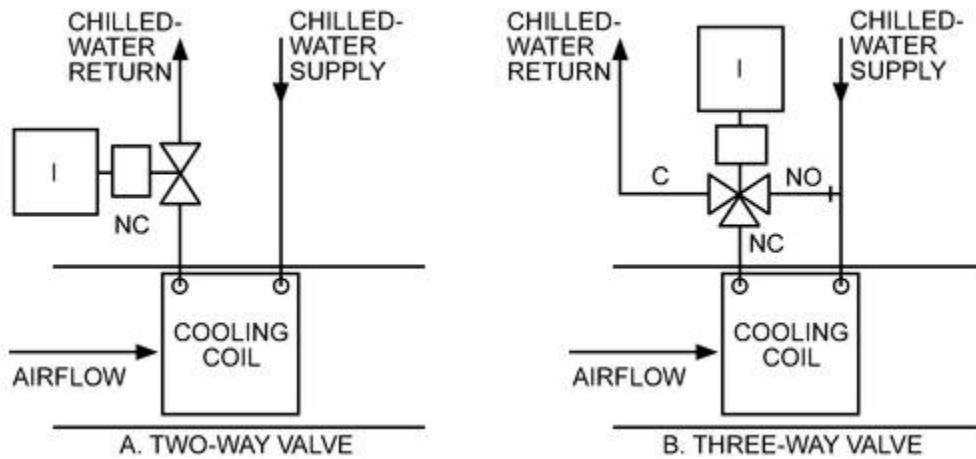 CHILLED-
WATER
RETURN
CHILLED-
WATER
SUPPLY
I
NC
COOLING
COIL
AIRFLOW
A. TWO-WAY VALVE
CHILLED-
WATER
RETURN
CHILLED-
WATER
SUPPLY
I
C
NO
NC
COOLING
COIL
AIRFLOW
B. THREE-WAY VALVE